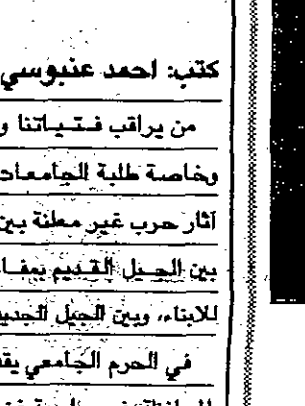 كتب: احمد عنبوسي
من يراقب فتياتنا و
وخاصة طلبة الجامعات
آثار حرب غير معلنة بين
بين الجيل القديم بمفا
للابناء، وبين الجيل الجديد
في الحرم الجامعي يق